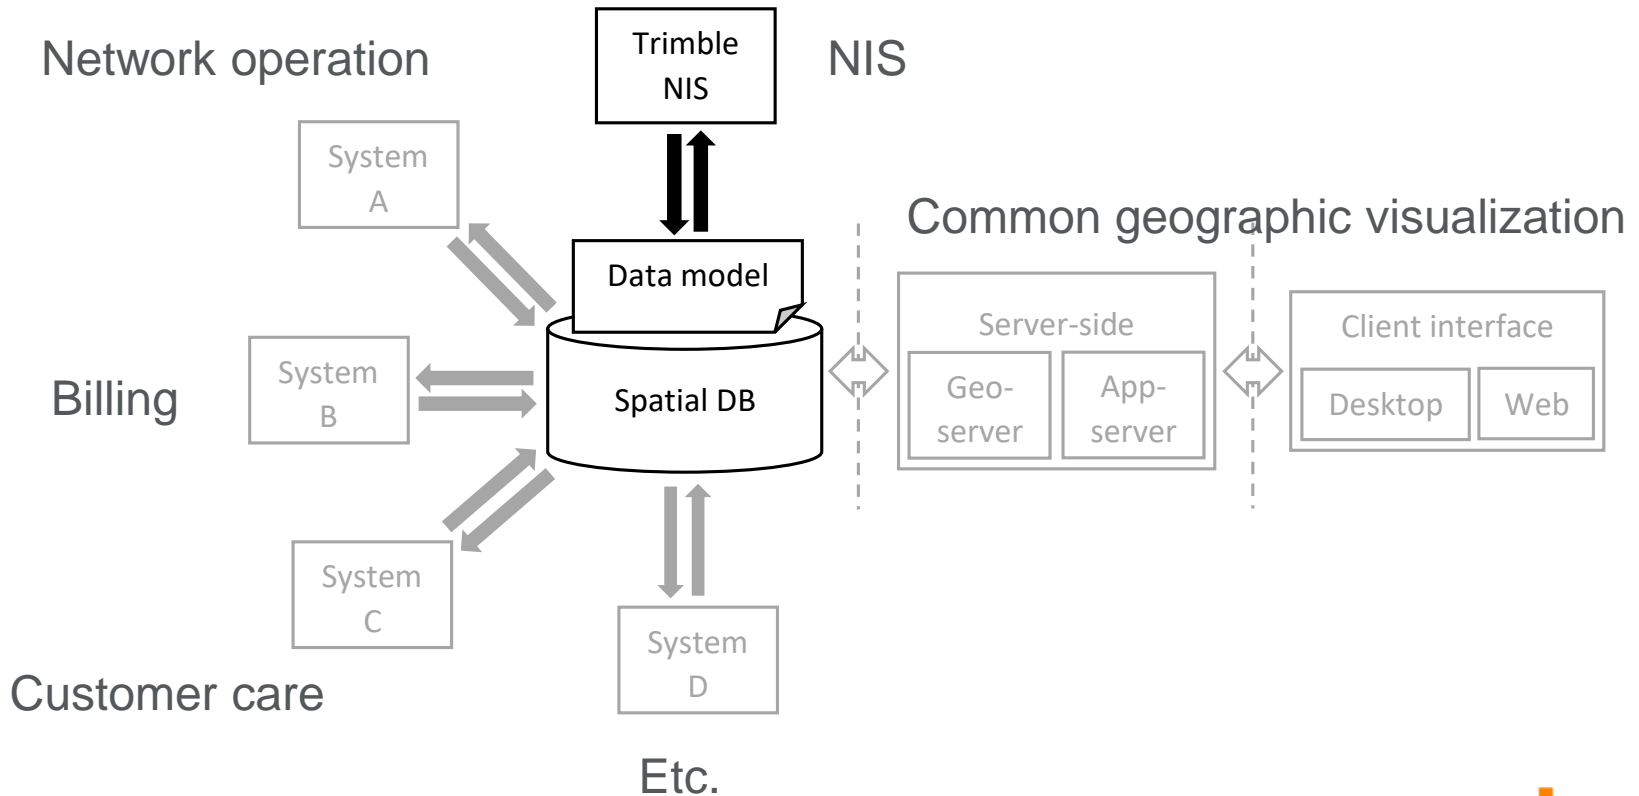 Network operation
Trimble
NIS
NIS
System
A
Common geographic visualization
Data model
Server-side
Client interface
System
B
Billing
Spatial DB
Geo-
server
App-
server
Desktop
Web
System
C
System
D
Customer care
Etc.